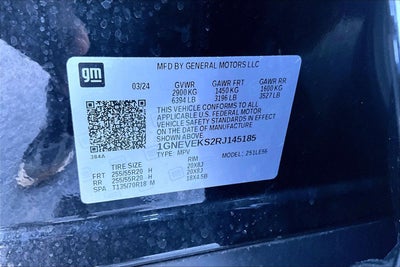 MFD BY GENERAL MOTORS LLC
gm
03/24 GVWR GAWR FRT GAWR RR
2900 KG 1450 KG 1600 KG
6394 LB 3196 LB 3527 LB
THIS VEHICLE CONFORMS TO ALL
APPLICABLE U.S. FEDERAL MOTOR
VEHICLE SAFETY STANDARDS IN EFFECT
ON THE DATE OF MANUFACTURE
SHOWN ABOVE.
1GNEVEKS2RJ145185
TYPE: MPV MODEL:
TIRE SIZE RIM
FRT 255/55R20 H 20X8J
RR 255/55R20 H 20X8J
SPA T135/70R18 M 18X4.5B